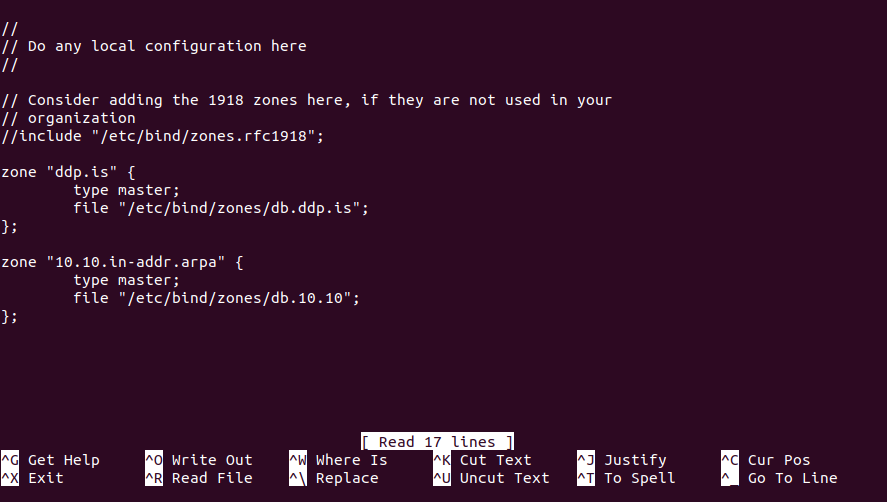 //
// Do any local configuration here
//
// Consider adding the 1918 zones here, if they are not used in your
// organization
//include "/etc/bind/zones.rfc1918";
zone "ddp.is" {
        type master;
        file "/etc/bind/zones/db.ddp.is";
};
zone "10.10.in-addr.arpa" {
        type master;
        file "/etc/bind/zones/db.10.10";
};
[ Read 17 lines ]
^G Get Help ^O Write Out ^W Where Is ^K Cut Text ^J Justify ^C Cur Pos
^X Exit ^R Read File ^\ Replace ^U Uncut Text ^T To Spell ^_ Go To Line